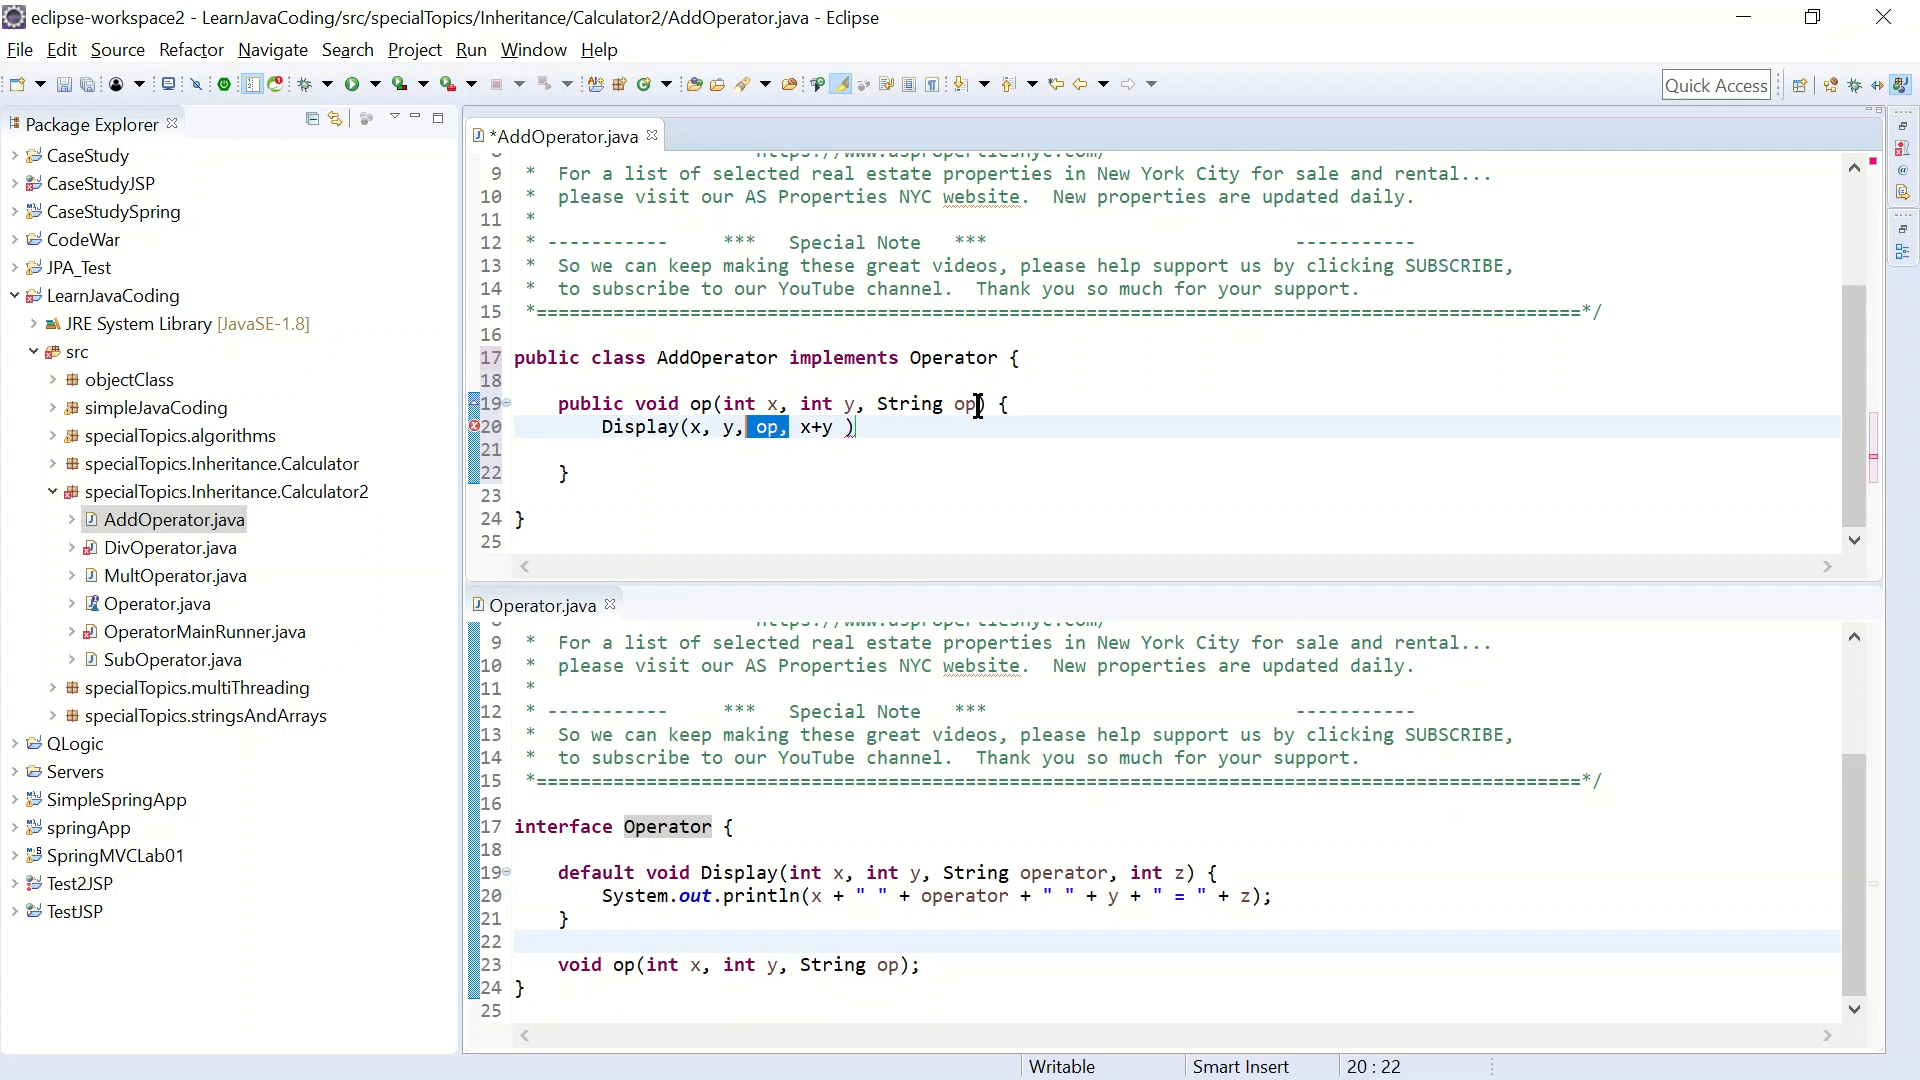 eclipse-workspace2 - LearnJavaCoding/src/specialTopics/Inheritance/Calculator2/AddOperator.java - Eclipse
File Edit Source Refactor Navigate Search Project Run Window Help
Quick Access
Package Explorer
CaseStudy
CaseStudyJSP
CaseStudySpring
CodeWar
JPA_Test
LearnJavaCoding
JRE System Library [JavaSE-1.8]
src
objectClass
simpleJavaCoding
specialTopics.algorithms
specialTopics.Inheritance.Calculator
specialTopics.Inheritance.Calculator2
AddOperator.java
DivOperator.java
MultOperator.java
Operator.java
OperatorMainRunner.java
SubOperator.java
specialTopics.multiThreading
specialTopics.stringsAndArrays
QLogic
Servers
SimpleSpringApp
springApp
SpringMVCLab01
Test2JSP
TestJSP
*AddOperator.java
8 https://www.aspropertiesnyc.com/
9 * For a list of selected real estate properties in New York City for sale and rental...
10 * please visit our AS Properties NYC website. New properties are updated daily.
11 *
12 * ----------- *** Special Note *** -----------
13 * So we can keep making these great videos, please help support us by clicking SUBSCRIBE,
14 * to subscribe to our YouTube channel. Thank you so much for your support.
15 *===============================================================================================*/
16
17 public class AddOperator implements Operator {
18
19 public void op(int x, int y, String op) {
20 Display(x, y, op, x+y )
21
22 }
23
24 }
25
Operator.java
8 https://www.aspropertiesnyc.com/
9 * For a list of selected real estate properties in New York City for sale and rental...
10 * please visit our AS Properties NYC website. New properties are updated daily.
11 *
12 * ----------- *** Special Note *** -----------
13 * So we can keep making these great videos, please help support us by clicking SUBSCRIBE,
14 * to subscribe to our YouTube channel. Thank you so much for your support.
15 *===============================================================================================*/
16
17 interface Operator {
18
19 default void Display(int x, int y, String operator, int z) {
20 System.out.println(x + " " + operator + " " + y + " = " + z);
21 }
22
23 void op(int x, int y, String op);
24 }
25
Writable Smart Insert 20 : 22